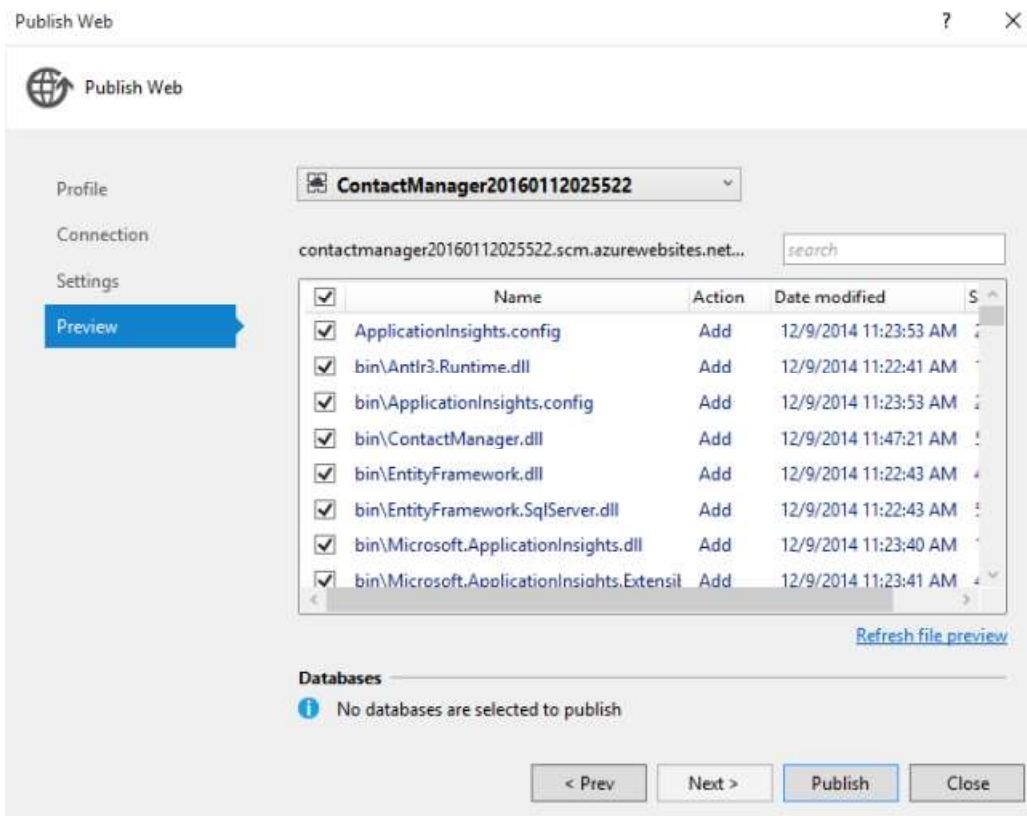 Publish Web ? ×
Publish Web
Profile
Connection
Settings
Preview
ContactManager20160112025522
contactmanager20160112025522.scm.azurewebsites.net... search
Name Action Date modified S
ApplicationInsights.config Add 12/9/2014 11:23:53 AM
bin\Antlr3.Runtime.dll Add 12/9/2014 11:22:41 AM
bin\ApplicationInsights.config Add 12/9/2014 11:23:53 AM
bin\ContactManager.dll Add 12/9/2014 11:47:21 AM
bin\EntityFramework.dll Add 12/9/2014 11:22:43 AM
bin\EntityFramework.SqlServer.dll Add 12/9/2014 11:22:43 AM
bin\Microsoft.ApplicationInsights.dll Add 12/9/2014 11:23:40 AM
bin\Microsoft.ApplicationInsights.Extensil Add 12/9/2014 11:23:41 AM
Refresh file preview
Databases
No databases are selected to publish
< Prev Next > Publish Close